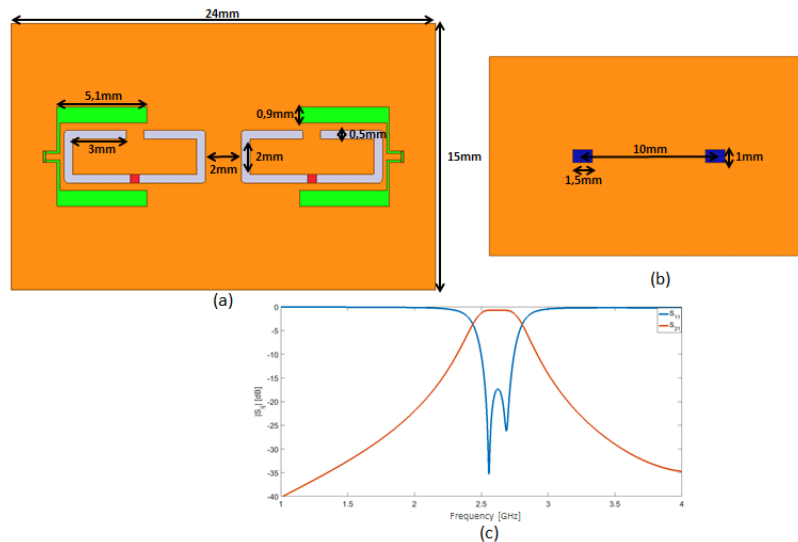 24mm
5,1mm
0,9mm
0,5mm
3mm
2mm
2mm
15mm
(a)
10mm
1mm
1,5mm
(b)
S11
S21
0
-5
-10
-15
-20
-25
-30
-35
-40
|Sij| [dB]
1
1.5
2
2.5
3
3.5
4
Frequency [GHz]
(c)